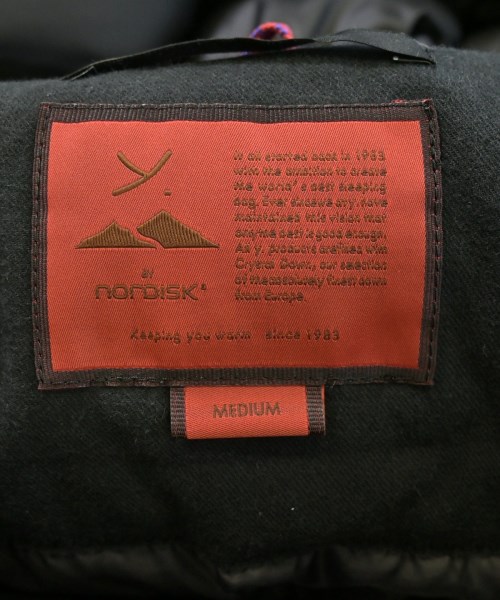 y.
BY
NORDISK®
It all started back in 1983
with the ambition to create
the world's best sleeping
bag. Ever since we at y. have
maintained this vision that
only the best is good enough.
All y. products are filled with
Crystal Down, our selection
of the absolutely finest down
from Europe.
Keeping you warm since 1983
MEDIUM